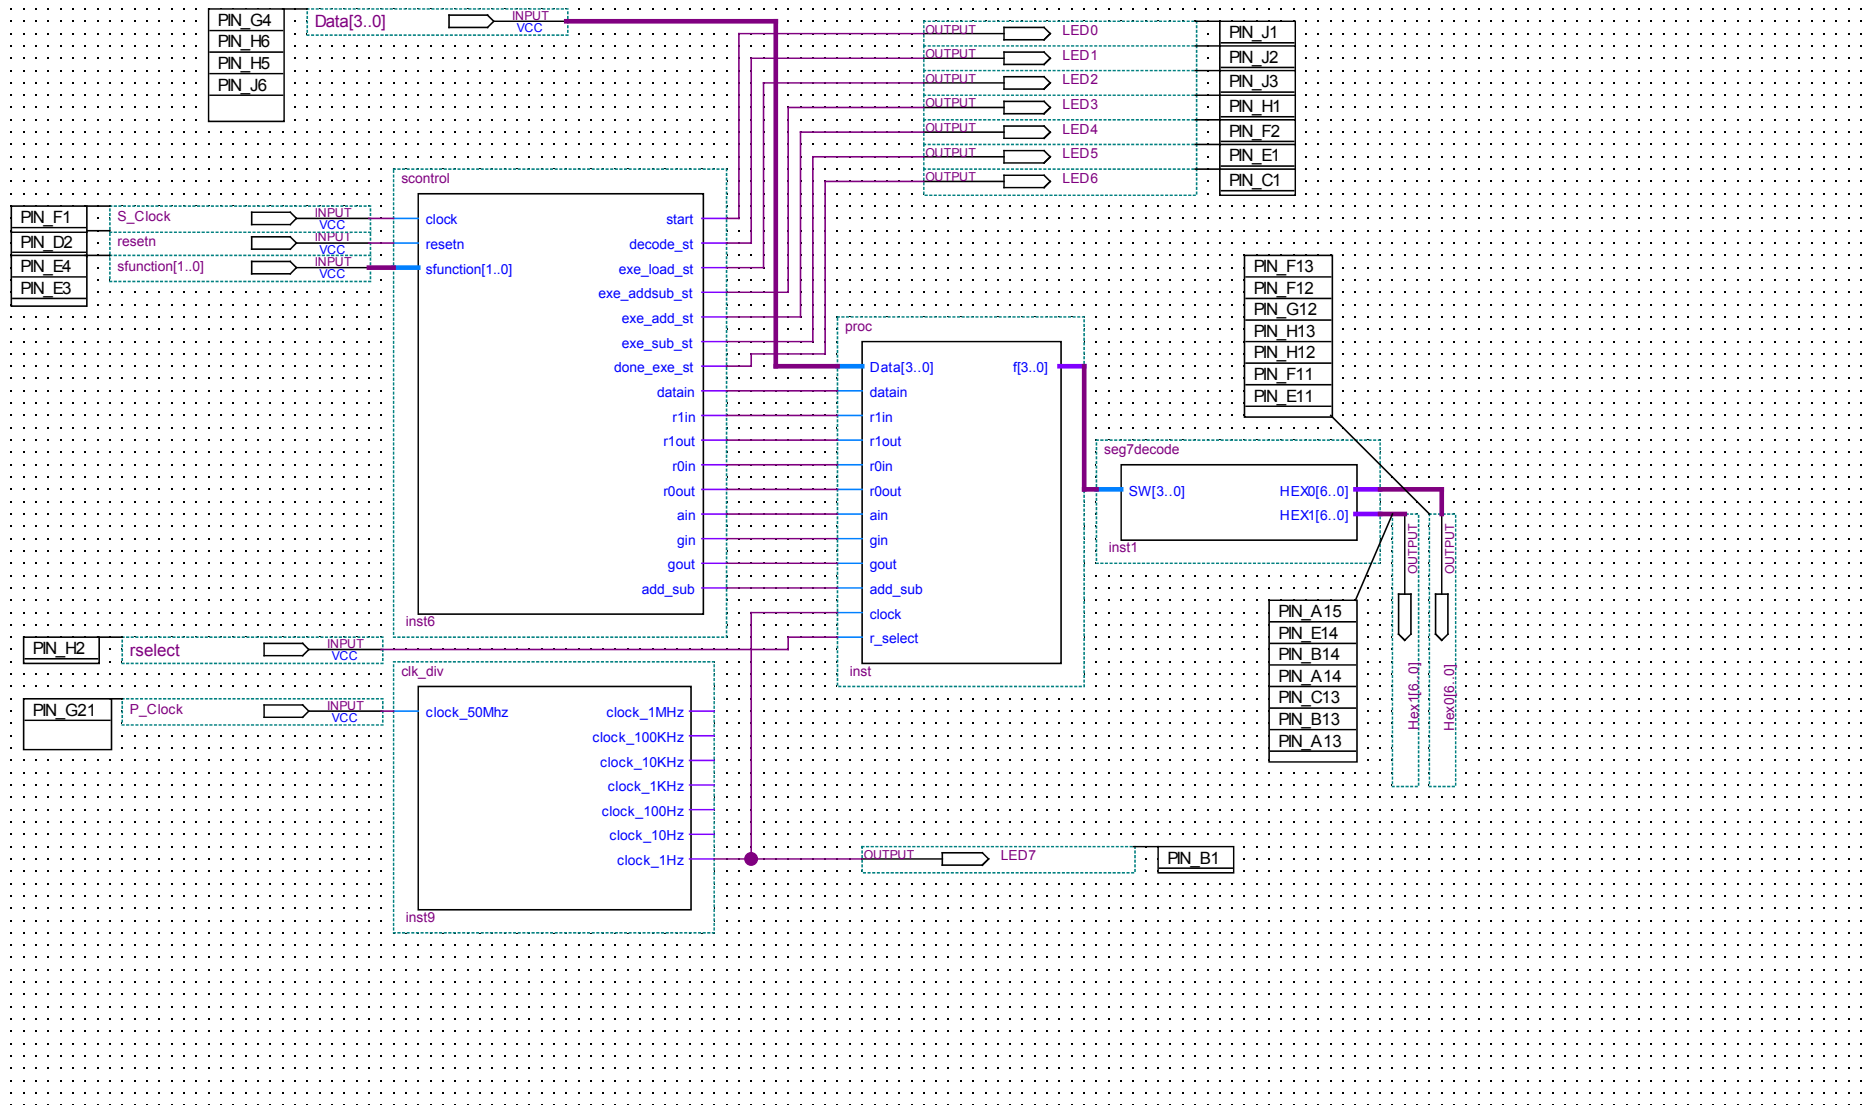 PIN_G4
PIN_H6
PIN_H5
PIN_J6
Data[3..0]
INPUT
VCC
OUTPUT
LED0
PIN_J1
OUTPUT
LED1
PIN_J2
OUTPUT
LED2
PIN_J3
OUTPUT
LED3
PIN_H1
OUTPUT
LED4
PIN_F2
OUTPUT
LED5
PIN_E1
OUTPUT
LED6
PIN_C1
PIN_F1
S_Clock
INPUT
VCC
PIN_D2
resetn
INPUT
VCC
PIN_E4
PIN_E3
sfunction[1..0]
INPUT
VCC
scontrol
clock
resetn
sfunction[1..0]
start
decode_st
exe_load_st
exe_addsub_st
exe_add_st
exe_sub_st
done_exe_st
datain
r1in
r1out
r0in
r0out
ain
gin
gout
add_sub
inst6
proc
Data[3..0]
datain
r1in
r1out
r0in
r0out
ain
gin
gout
add_sub
clock
r_select
f[3..0]
inst
PIN_F13
PIN_F12
PIN_G12
PIN_H13
PIN_H12
PIN_F11
PIN_E11
seg7decode
SW[3..0]
HEX0[6..0]
HEX1[6..0]
inst1
OUTPUT
Hex1[6..0]
OUTPUT
Hex0[6..0]
PIN_A15
PIN_E14
PIN_B14
PIN_A14
PIN_C13
PIN_B13
PIN_A13
PIN_H2
rselect
INPUT
VCC
PIN_G21
P_Clock
INPUT
VCC
clk_div
clock_50Mhz
clock_1MHz
clock_100KHz
clock_10KHz
clock_1KHz
clock_100Hz
clock_10Hz
clock_1Hz
inst9
OUTPUT
LED7
PIN_B1